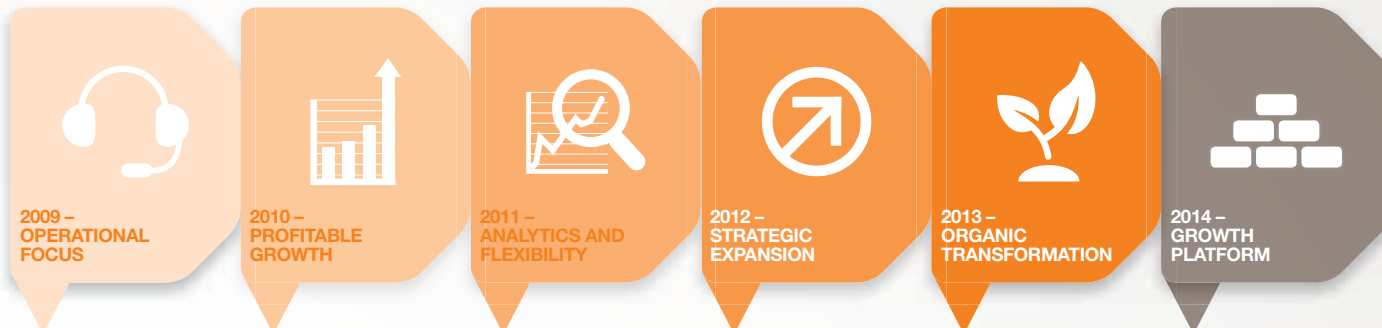 2009 –
OPERATIONAL
FOCUS
2010 –
PROFITABLE
GROWTH
2011 –
ANALYTICS AND
FLEXIBILITY
2012 –
STRATEGIC
EXPANSION
2013 –
ORGANIC
TRANSFORMATION
2014 –
GROWTH
PLATFORM